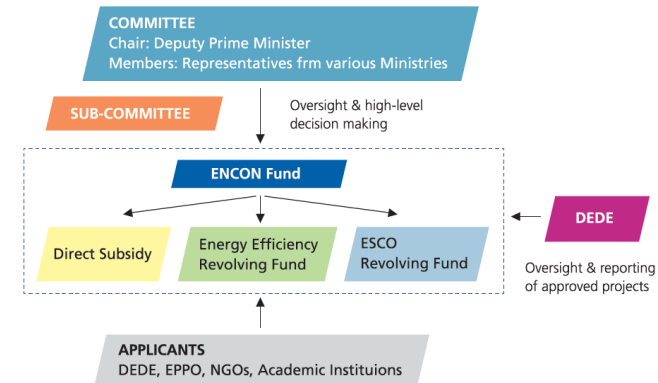 COMMITTEE
Chair: Deputy Prime Minister
Members: Representatives frm various Ministries
SUB-COMMITTEE
Oversight & high-level
decision making
ENCON Fund
Direct Subsidy
Energy Efficiency
Revolving Fund
ESCO
Revolving Fund
DEDE
Oversight & reporting
of approved projects
APPLICANTS
DEDE, EPPO, NGOs, Academic Instituions